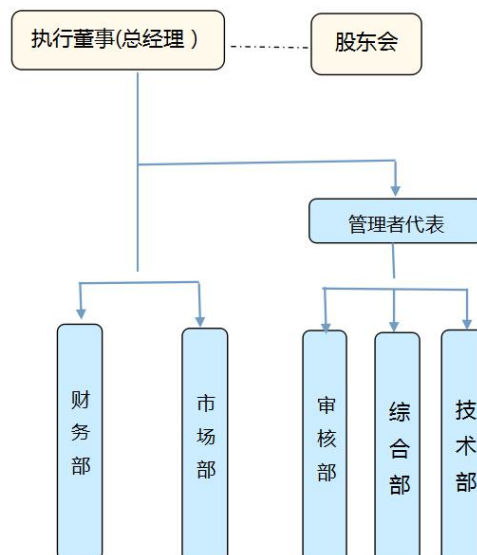 执行董事(总经理 )
股东会
管理者代表
财务部
市场部
审核部
综合部
技术部